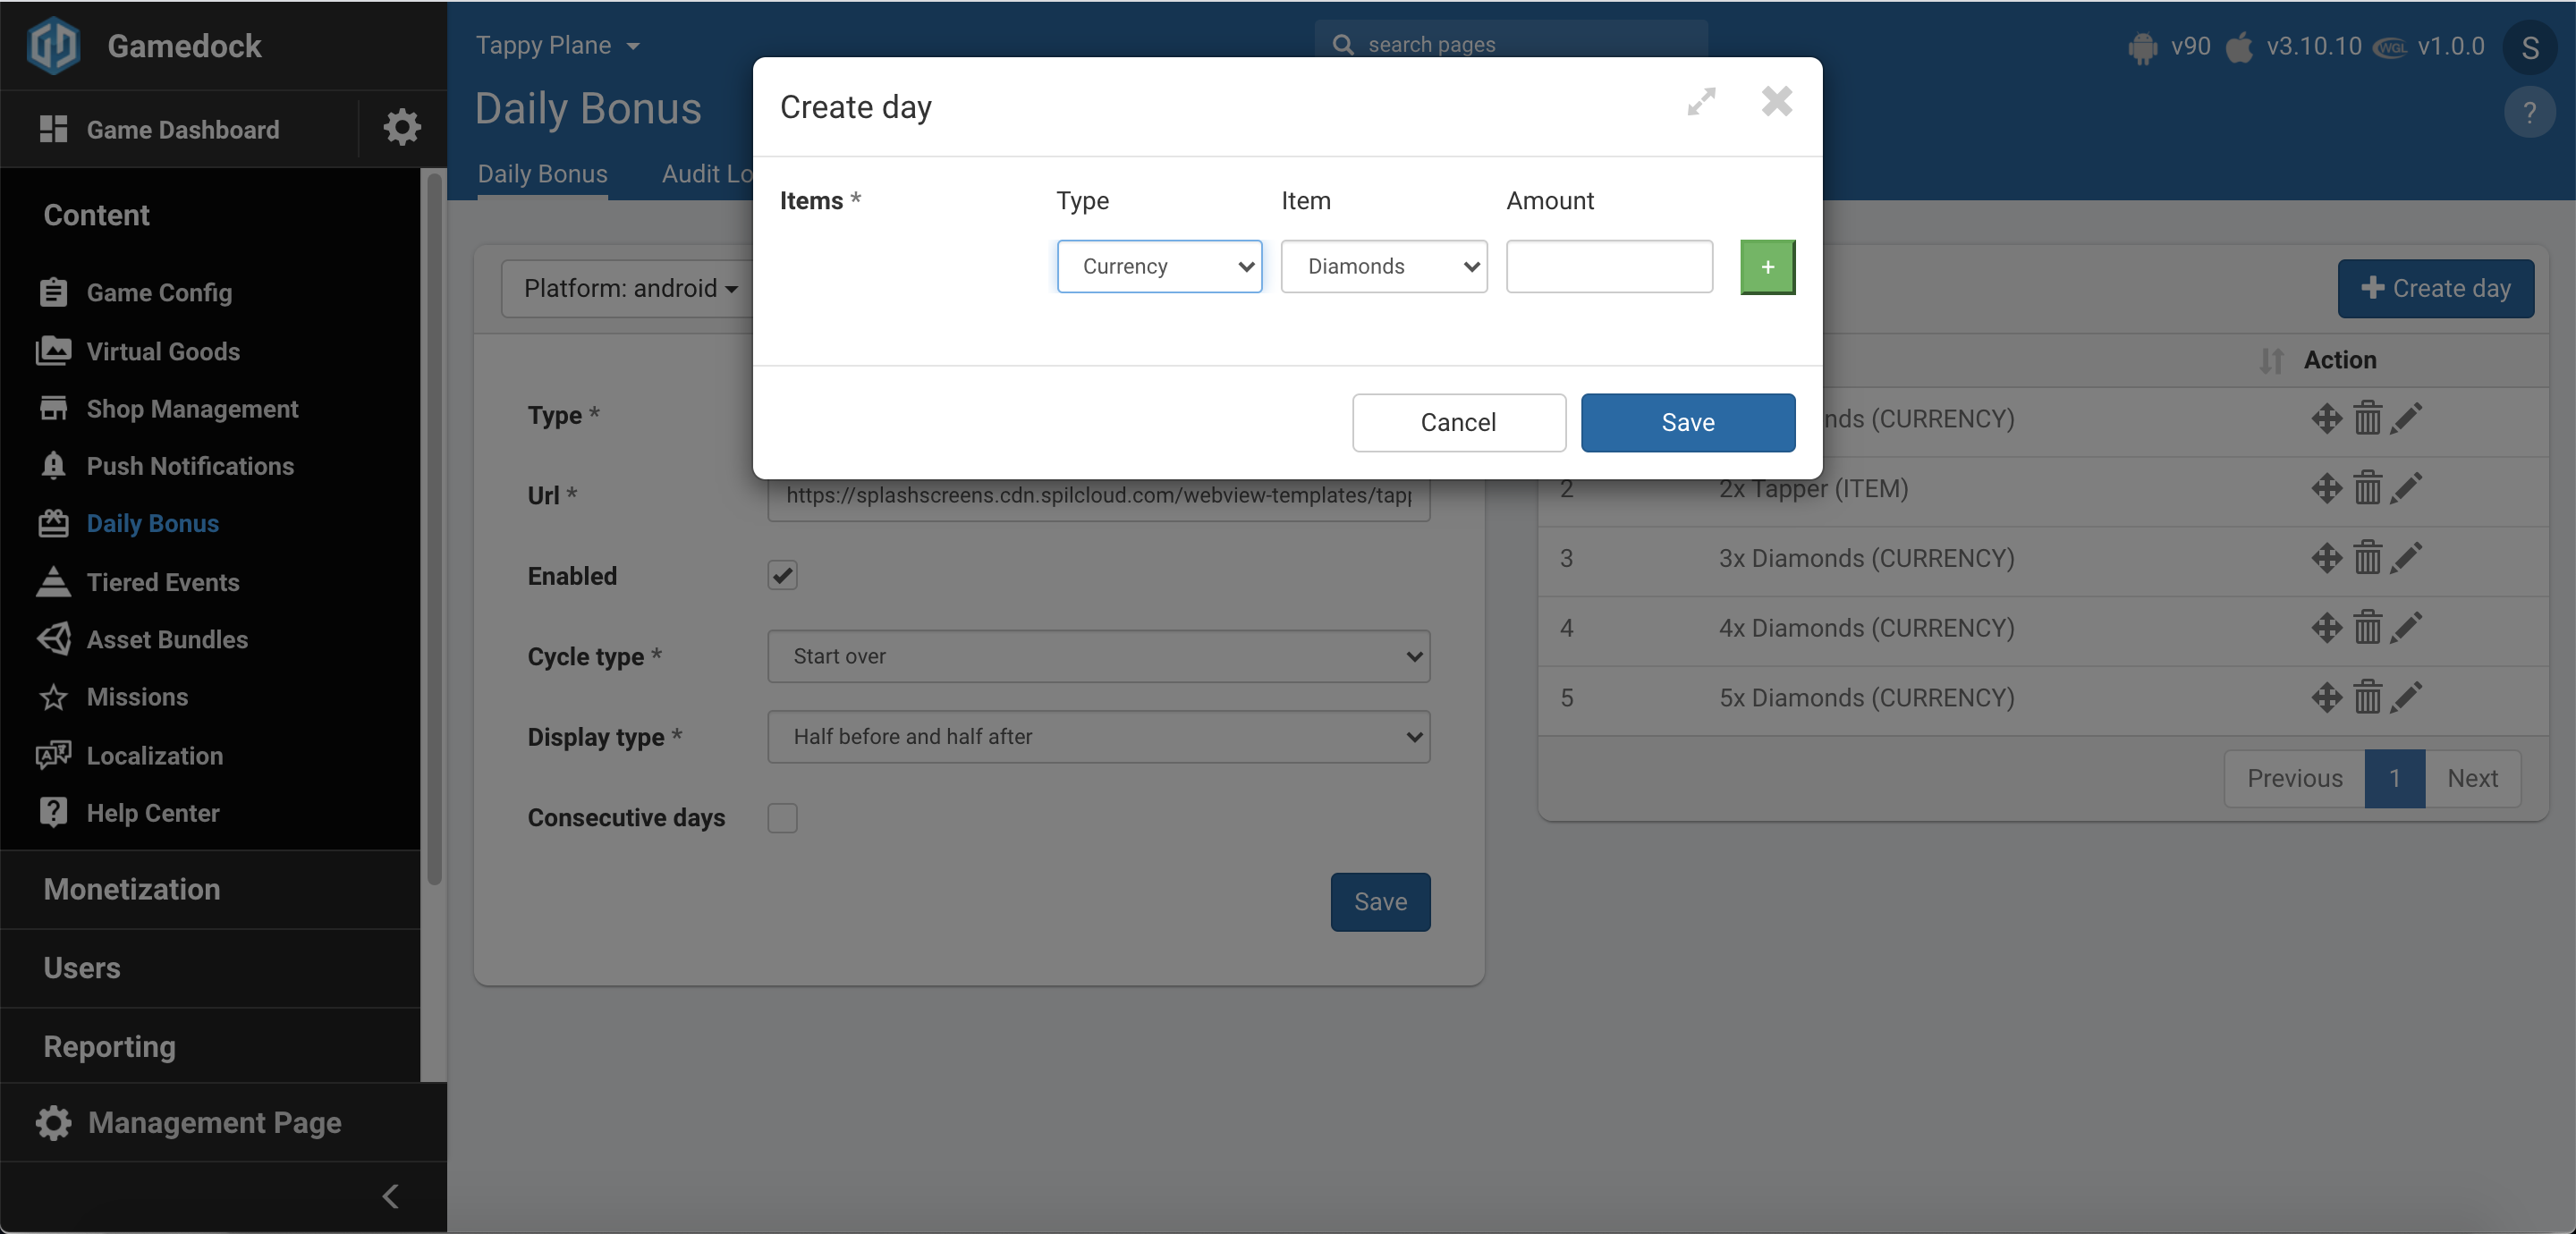 Gamedock
Game Dashboard
Content
Game Config
Virtual Goods
Shop Management
Push Notifications
Daily Bonus
Tiered Events
Asset Bundles
Missions
Localization
Help Center
Monetization
Users
Reporting
Management Page
Tappy Plane
search pages
v90 v3.10.10 WGL v1.0.0 S
?
Daily Bonus
Daily Bonus Audit Lo
Create day
Items * Type Item Amount
Currency Diamonds +
Cancel Save
Platform: android
Type *
Url * https://splashscreens.cdn.spilcloud.com/webview-templates/tapp
Enabled
Cycle type * Start over
Display type * Half before and half after
Consecutive days
Save
Create day
Action
nds (CURRENCY)
2 2x Tapper (ITEM)
3 3x Diamonds (CURRENCY)
4 4x Diamonds (CURRENCY)
5 5x Diamonds (CURRENCY)
Previous 1 Next